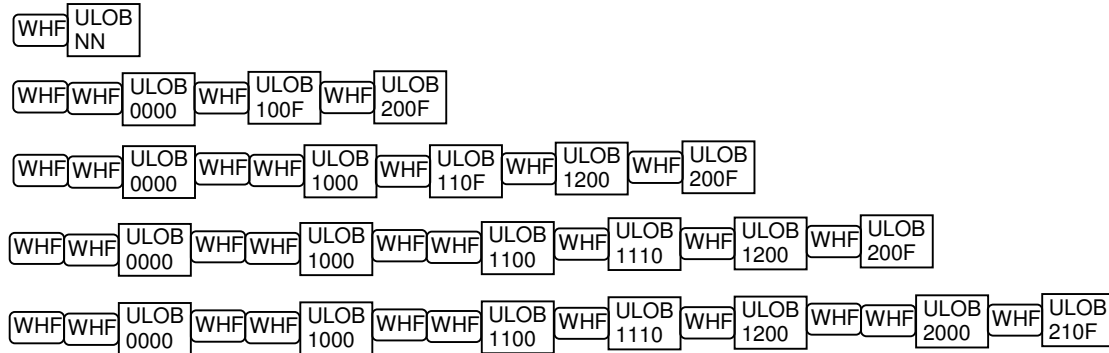 WHF ULOB NN
WHF WHF ULOB 0000 WHF ULOB 100F WHF ULOB 200F
WHF WHF ULOB 0000 WHF WHF ULOB 1000 WHF ULOB 110F WHF ULOB 1200 WHF ULOB 200F
WHF WHF ULOB 0000 WHF WHF ULOB 1000 WHF WHF ULOB 1100 WHF ULOB 1110 WHF ULOB 1200 WHF ULOB 200F
WHF WHF ULOB 0000 WHF WHF ULOB 1000 WHF WHF ULOB 1100 WHF ULOB 1110 WHF ULOB 1200 WHF WHF ULOB 2000 WHF ULOB 210F